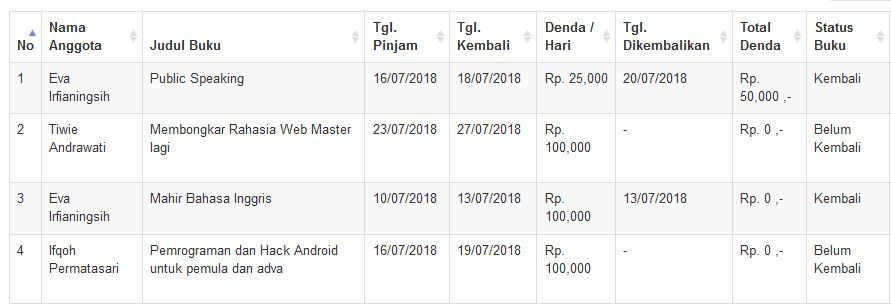 No Nama Anggota Judul Buku Tgl. Pinjam Tgl. Kembali Denda / Hari Tgl. Dikembalikan Total Denda Status Buku
1 Eva Irfianingsih Public Speaking 16/07/2018 18/07/2018 Rp. 25,000 20/07/2018 Rp. 50,000 ,- Kembali
2 Tiwie Andrawati Membongkar Rahasia Web Master lagi 23/07/2018 27/07/2018 Rp. 100,000 - Rp. 0 ,- Belum Kembali
3 Eva Irfianingsih Mahir Bahasa Inggris 10/07/2018 13/07/2018 Rp. 100,000 13/07/2018 Rp. 0 ,- Kembali
4 Ifqoh Permatasari Pemrograman dan Hack Android untuk pemula dan adva 16/07/2018 19/07/2018 Rp. 100,000 - Rp. 0 ,- Belum Kembali